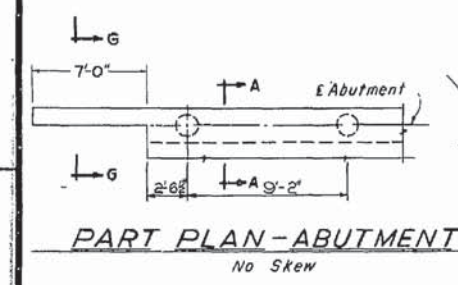 G
7'-0"
A
E Abutment
G
2'-6½"
A
9'-2"
PART PLAN-ABUTMENT
No Skew